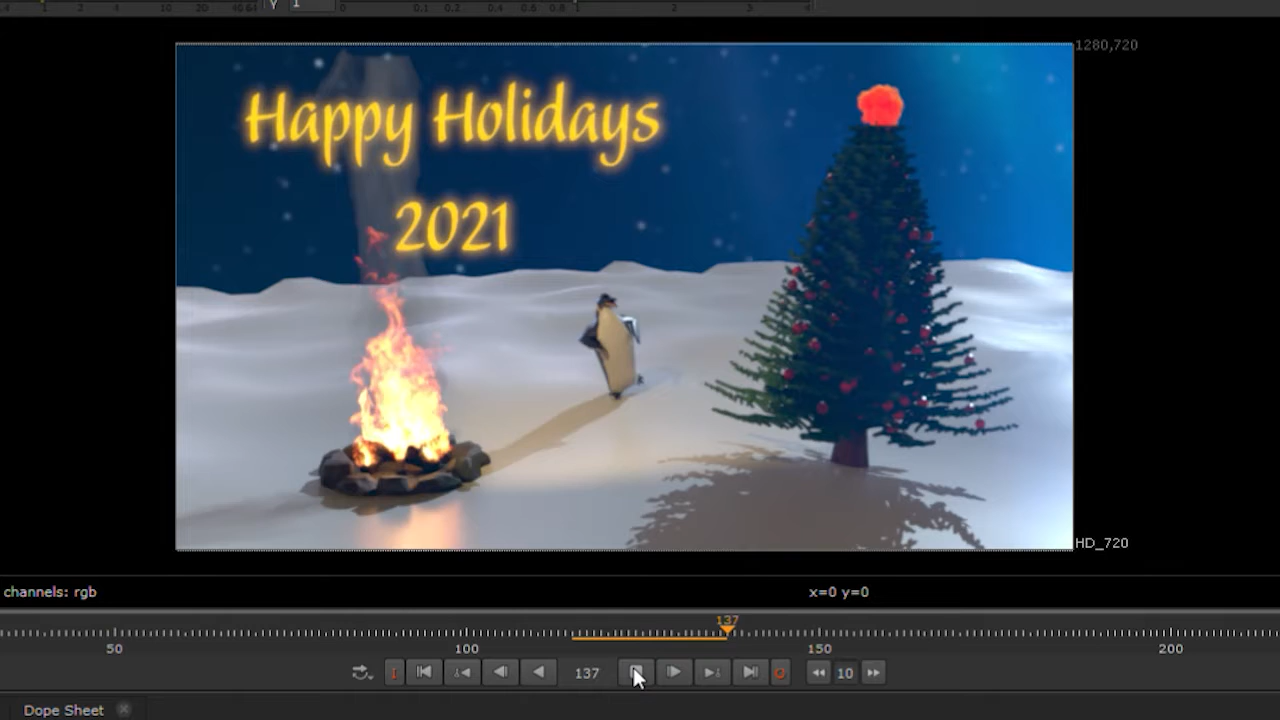 Y 1
1280,720
Happy Holidays
2021
HD_720
channels: rgb x=0 y=0
137
50 100 150 200
137 10
Dope Sheet